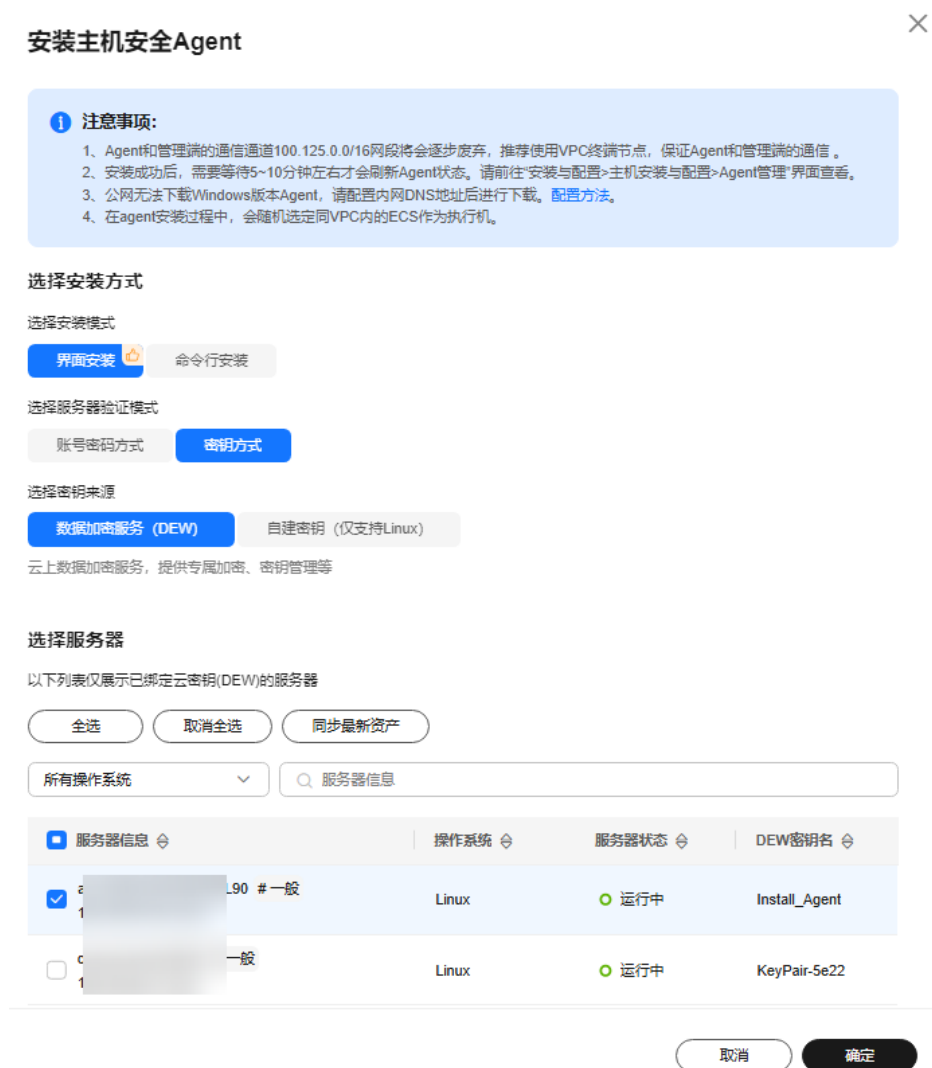 安装主机安全Agent
注意事项:
1、Agent和管理端的通信通道100.125.0.0/16网段将会逐步废弃，推荐使用VPC终端节点，保证Agent和管理端的通信 。
2、安装成功后，需要等待5~10分钟左右才会刷新Agent状态。请前往“安装与配置>主机安装与配置>Agent管理”界面查看。
3、公网无法下载Windows版本Agent，请配置内网DNS地址后进行下载。配置方法。
4、在agent安装过程中，会随机选定同VPC内的ECS作为执行机。
选择安装方式
选择安装模式
界面安装 命令行安装
选择服务器验证模式
账号密码方式 密钥方式
选择密钥来源
数据加密服务（DEW） 自建密钥（仅支持Linux）
云上数据加密服务，提供专属加密、密钥管理等
选择服务器
以下列表仅展示已绑定云密钥(DEW)的服务器
全选 取消全选 同步最新资产
所有操作系统 服务器信息
服务器信息 操作系统 服务器状态 DEW密钥名
L90 # 一般 Linux 运行中 Install_Agent
一般 Linux 运行中 KeyPair-5e22
取消 确定